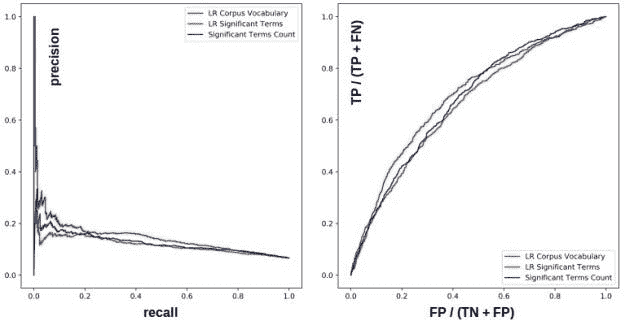 precision
1.0
0.8
0.6
0.4
0.2
0.0
LR Corpus Vocabulary
LR Significant Terms
Significant Terms Count
0.0 0.2 0.4 0.6 0.8 1.0
recall
TP / (TP + FN)
1.0
0.8
0.6
0.4
0.2
0.0
LR Corpus Vocabulary
LR Significant Terms
Significant Terms Count
0.0 0.2 0.4 0.6 0.8 1.0
FP / (TN + FP)